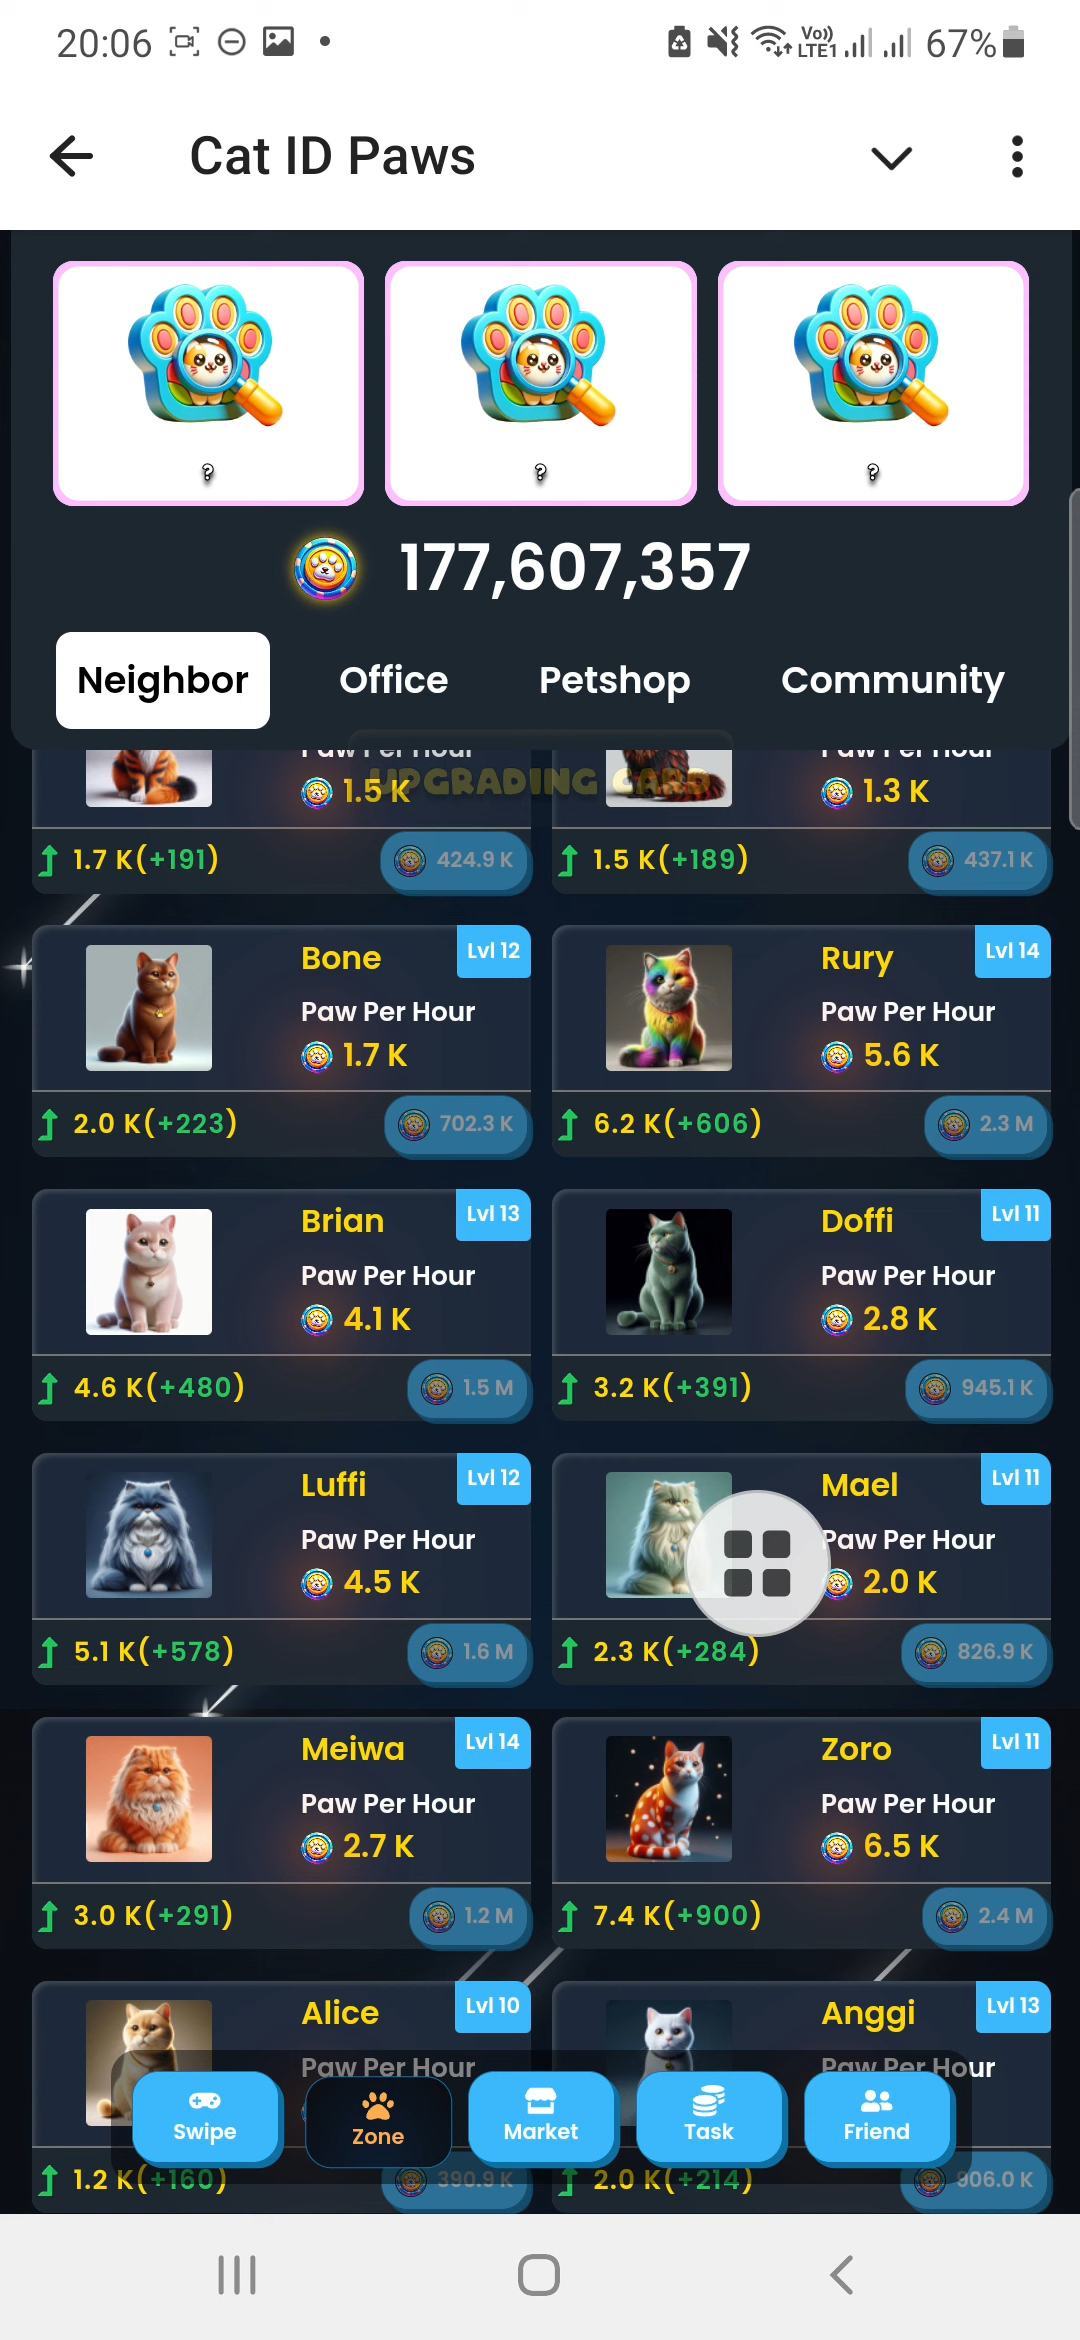 20:06
Vo)) LTE1 67%
Cat ID Paws
? ? ?
177,607,357
Neighbor Office Petshop Community
UPGRADING CARD
Paw Per Hour Paw Per Hour
1.5 K 1.3 K
1.7 K(+191) 424.9 K 1.5 K(+189) 437.1 K
Bone Lvl 12 Rury Lvl 14
Paw Per Hour Paw Per Hour
1.7 K 5.6 K
2.0 K(+223) 702.3 K 6.2 K(+606) 2.3 M
Brian Lvl 13 Doffi Lvl 11
Paw Per Hour Paw Per Hour
4.1 K 2.8 K
4.6 K(+480) 1.5 M 3.2 K(+391) 945.1 K
Luffi Lvl 12 Mael Lvl 11
Paw Per Hour Paw Per Hour
4.5 K 2.0 K
5.1 K(+578) 1.6 M 2.3 K(+284) 826.9 K
Meiwa Lvl 14 Zoro Lvl 11
Paw Per Hour Paw Per Hour
2.7 K 6.5 K
3.0 K(+291) 1.2 M 7.4 K(+900) 2.4 M
Alice Lvl 10 Anggi Lvl 13
Paw Per Hour Paw Per Hour
Swipe Zone Market Task Friend
1.2 K(+160) 390.9 K 2.0 K(+214) 906.0 K